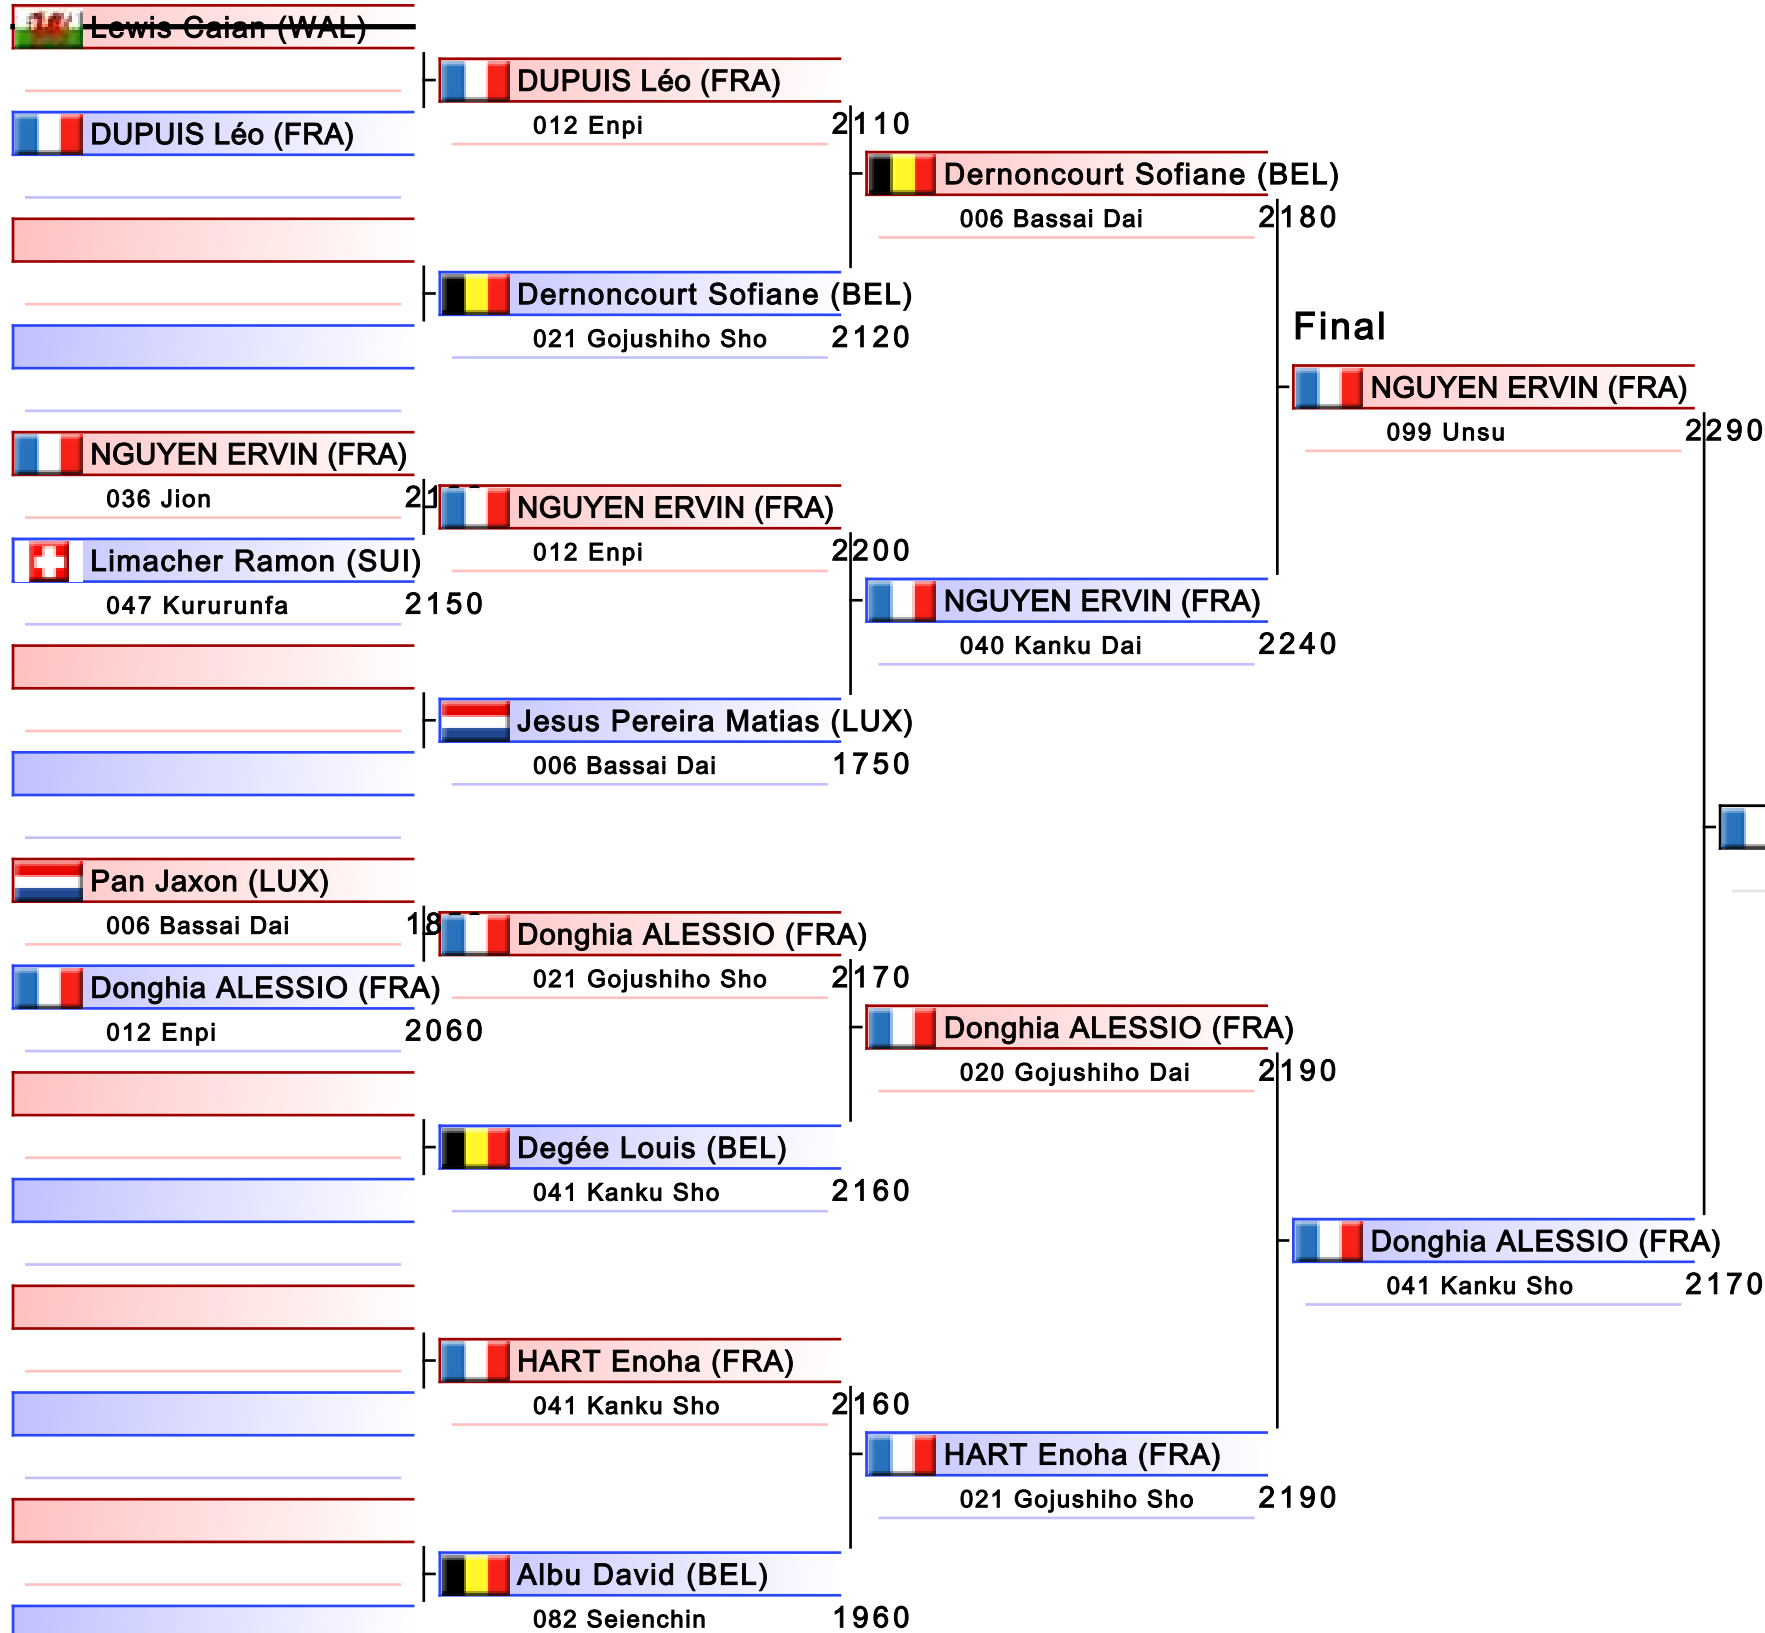 Lewis Caian (WAL)
DUPUIS Léo (FRA)
NGUYEN ERVIN (FRA)
036 Jion
Limacher Ramon (SUI)
047 Kururunfa 2150
Pan Jaxon (LUX)
006 Bassai Dai
Donghia ALESSIO (FRA)
012 Enpi 2060
DUPUIS Léo (FRA)
012 Enpi 2110
Dernoncourt Sofiane (BEL)
021 Gojushiho Sho 2120
NGUYEN ERVIN (FRA)
012 Enpi 2200
Jesus Pereira Matias (LUX)
006 Bassai Dai 1750
Donghia ALESSIO (FRA)
021 Gojushiho Sho 2170
Degée Louis (BEL)
041 Kanku Sho 2160
HART Enoha (FRA)
041 Kanku Sho 2160
Albu David (BEL)
082 Seienchin 1960
Dernoncourt Sofiane (BEL)
006 Bassai Dai 2180
NGUYEN ERVIN (FRA)
040 Kanku Dai 2240
Donghia ALESSIO (FRA)
020 Gojushiho Dai 2190
HART Enoha (FRA)
021 Gojushiho Sho 2190
Final
NGUYEN ERVIN (FRA)
099 Unsu 2290
Donghia ALESSIO (FRA)
041 Kanku Sho 2170